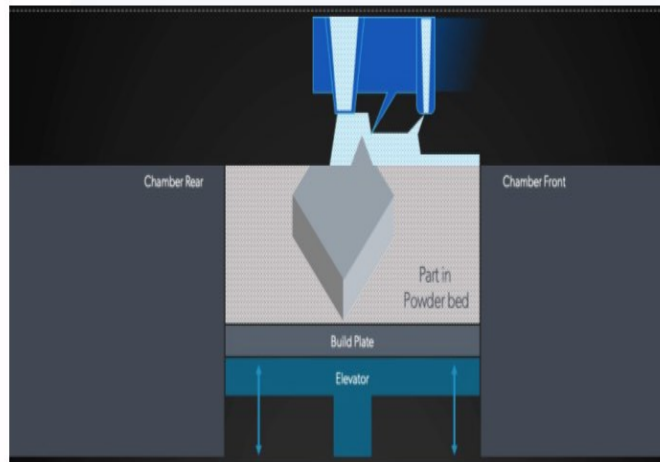 Chamber Rear
Chamber Front
Part in
Powder bed
Build Plate
Elevator